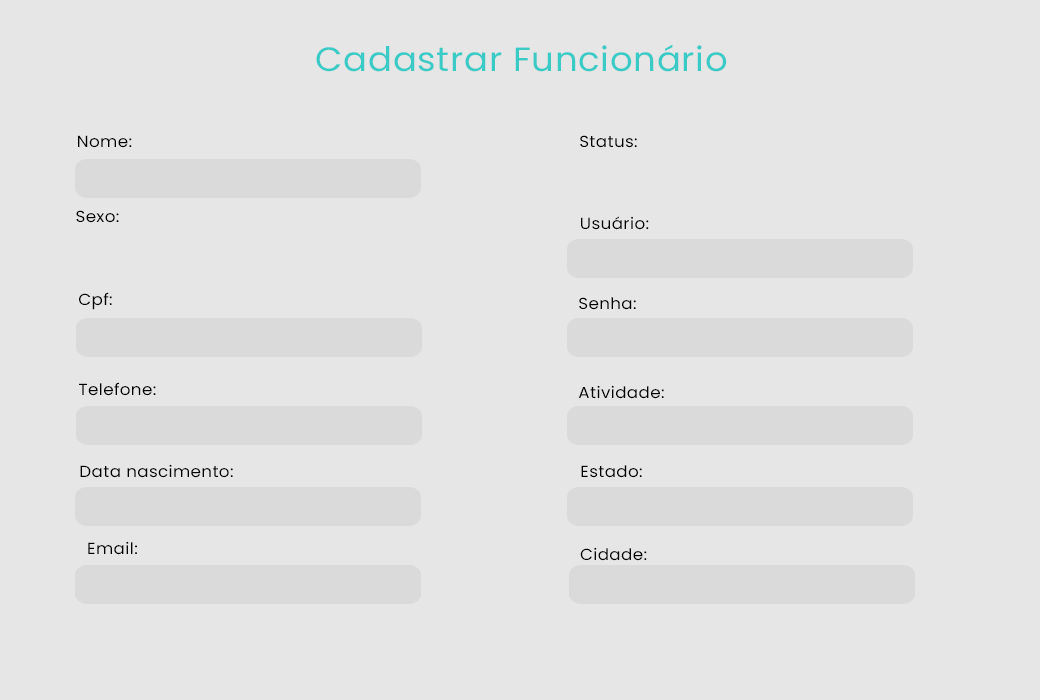 Cadastrar Funcionário
Nome:
Sexo:
Cpf:
Telefone:
Data nascimento:
Email:
Status:
Usuário:
Senha:
Atividade:
Estado:
Cidade: